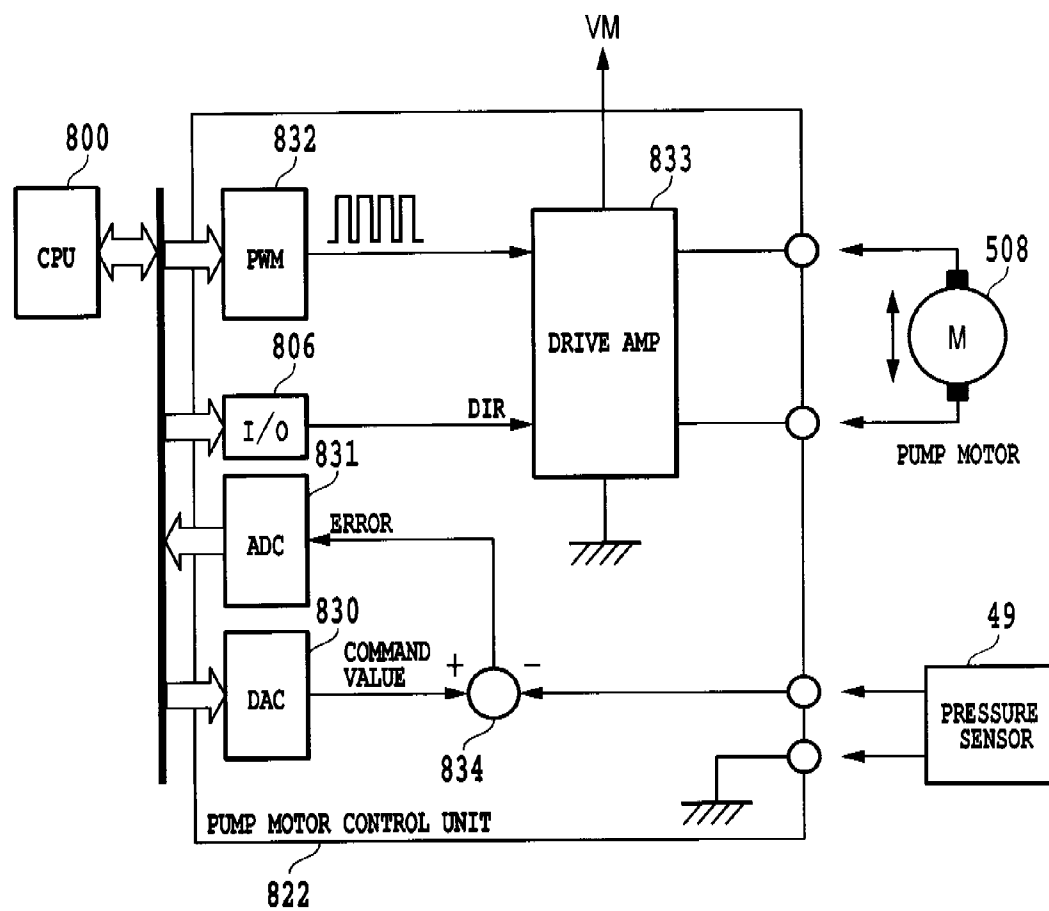 VM
800
832
833
CPU
PWM
DRIVE AMP
508
M
806
I/O
DIR
PUMP MOTOR
831
ADC
ERROR
830
DAC
COMMAND
VALUE
+
−
834
49
PRESSURE
SENSOR
PUMP MOTOR CONTROL UNIT
822